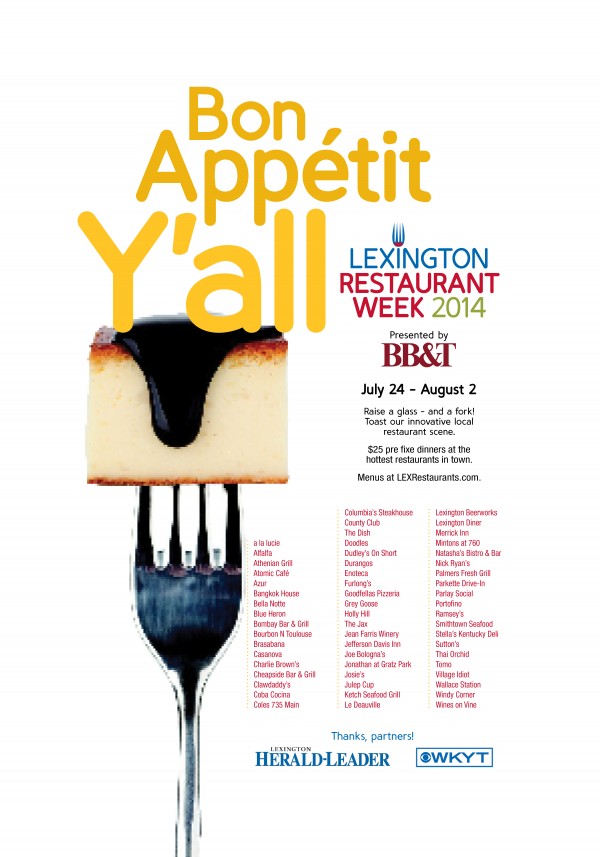 Bon
Appétit
Y'all
LEXINGTON
RESTAURANT
WEEK 2014
Presented by
BB&T
July 24 - August 2
Raise a glass - and a fork!
Toast our innovative local
restaurant scene.
$25 pre fixe dinners at the
hottest restaurants in town.
Menus at LEXRestaurants.com.
a la lucie
Alfalfa
Athenian Grill
Atomic Café
Azur
Bangkok House
Bella Notte
Blue Heron
Bombay Bar & Grill
Bourbon N Toulouse
Brasabana
Casanova
Charlie Brown's
Cheapside Bar & Grill
Clawdaddy's
Coba Cocina
Coles 735 Main
Columbia's Steakhouse
County Club
The Dish
Doodles
Dudley's On Short
Durangos
Enoteca
Furlong's
Goodfellas Pizzeria
Grey Goose
Holly Hill
The Jax
Jean Farris Winery
Jefferson Davis Inn
Joe Bologna's
Jonathan at Gratz Park
Josie's
Julep Cup
Ketch Seafood Grill
Le Deauville
Lexington Beerworks
Lexington Diner
Merrick Inn
Mintons at 760
Natasha's Bistro & Bar
Nick Ryan's
Palmers Fresh Grill
Parkette Drive-In
Parlay Social
Portofino
Ramsey's
Smithtown Seafood
Stella's Kentucky Deli
Sutton's
Thai Orchid
Tomo
Village Idiot
Wallace Station
Windy Corner
Wines on Vine
Thanks, partners!
LEXINGTON
HERALD-LEADER
WKYT